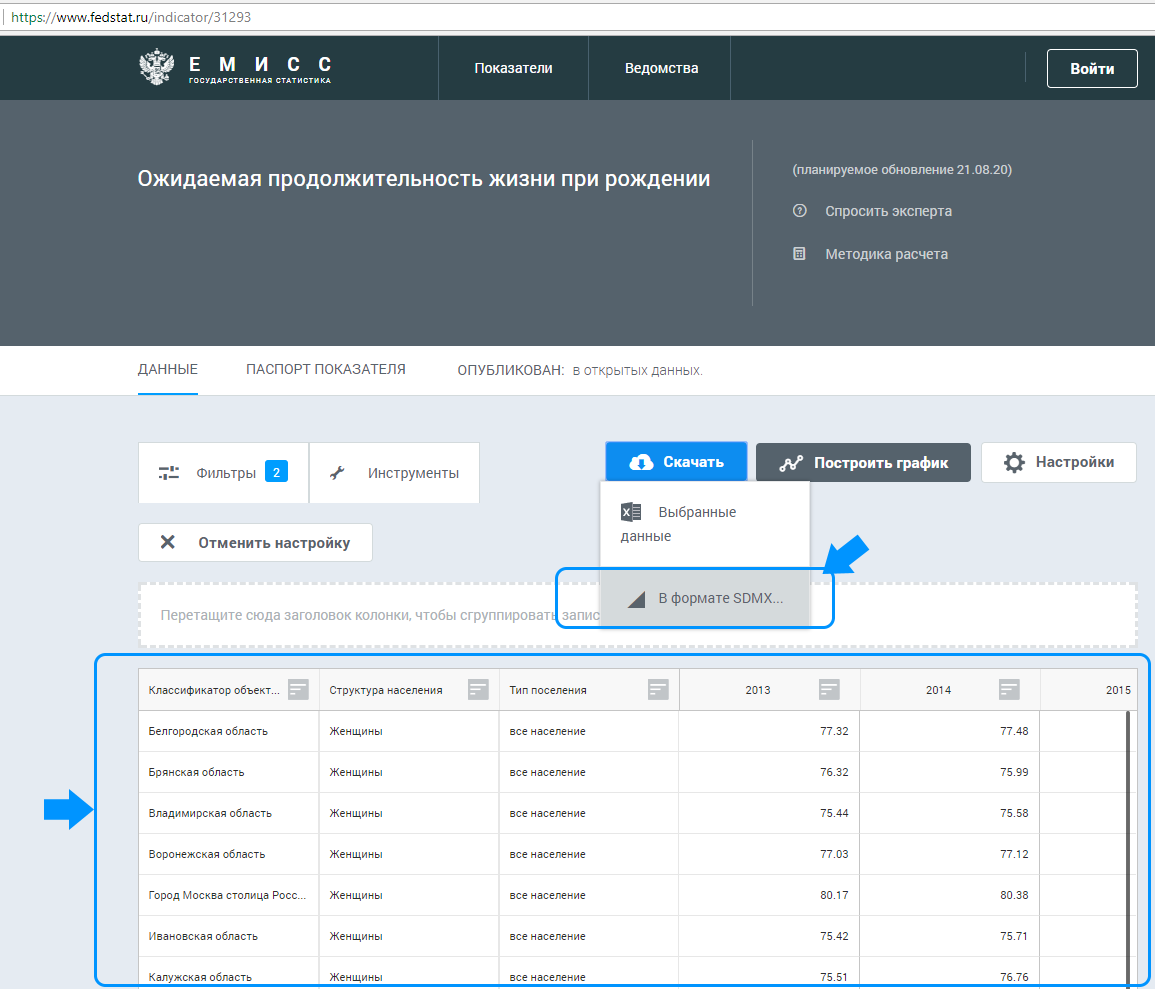 https://www.fedstat.ru/indicator/31293
ЕМИСС
ГОСУДАРСТВЕННАЯ СТАТИСТИКА
Показатели
Ведомства
Войти
Ожидаемая продолжительность жизни при рождении
(планируемое обновление 21.08.20)
Спросить эксперта
Методика расчета
ДАННЫЕ ПАСПОРТ ПОКАЗАТЕЛЯ ОПУБЛИКОВАН: в открытых данных.
Фильтры 2 Инструменты
Скачать
Построить график
Настройки
Выбранные
данные
В формате SDMX...
Отменить настройку
Перетащите сюда заголовок колонки, чтобы сгруппировать запис
Классификатор объект... Структура населения Тип поселения 2013 2014 2015
Белгородская область Женщины все население 77.32 77.48
Брянская область Женщины все население 76.32 75.99
Владимирская область Женщины все население 75.44 75.58
Воронежская область Женщины все население 77.03 77.12
Город Москва столица Росс... Женщины все население 80.17 80.38
Ивановская область Женщины все население 75.42 75.71
Калужская область Женщины все население 75.51 76.76